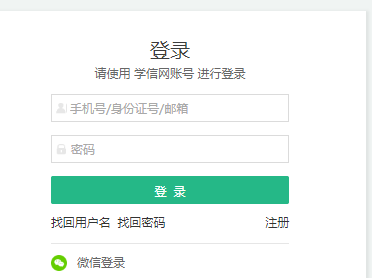 登录
请使用 学信网账号 进行登录
手机号/身份证号/邮箱
密码
登 录
找回用户名 找回密码 注册
微信登录